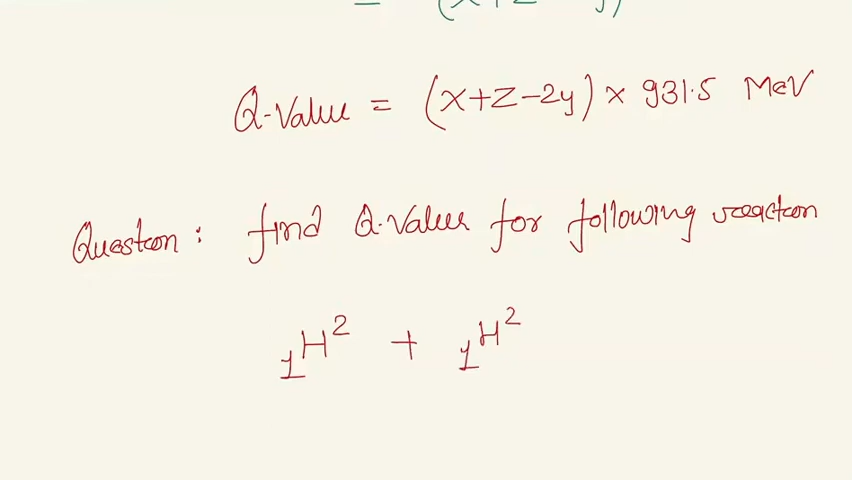 Q-Value = (X+Z-2y) × 931.5 MeV
Question: find Q-Value for following reaction
₁H² + ₁H²